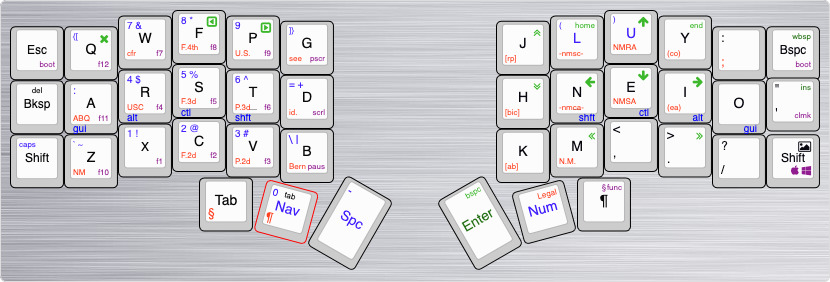 Esc
boot
{[
Q
f12
7 &
W
cfr
f7
8 *
F
F.4th
f8
9
P
U.S.
f9
]}
G
see
pscr
J
[rp]
(
home
L
-nmsc-
)
U
NMRA
end
Y
(co)
:
;
wbsp
Bspc
boot
del
Bksp
:
A
ABQ
f11
gui
4 $
R
USC
f4
alt
5 %
S
F.3d
f5
ctl
6 ^
T
P.3d...
f6
shft
= +
D
id.
scrl
H
[bic]
N
-nmca-
shft
E
NMSA
ctl
I
(ea)
alt
O
gui
"
ins
'
clmk
caps
Shift
` ~
Z
NM
f10
1 !
X
f1
2 @
C
F.2d
f2
3 #
V
P.2d
f3
\ |
B
Bern
paus
K
[ab]
M
N.M.
<
,
>
.
?
/
Shift
Tab
§
0
tab
Nav
¶
-
Spc
bspc
Enter
Legal
Num
§
func
¶